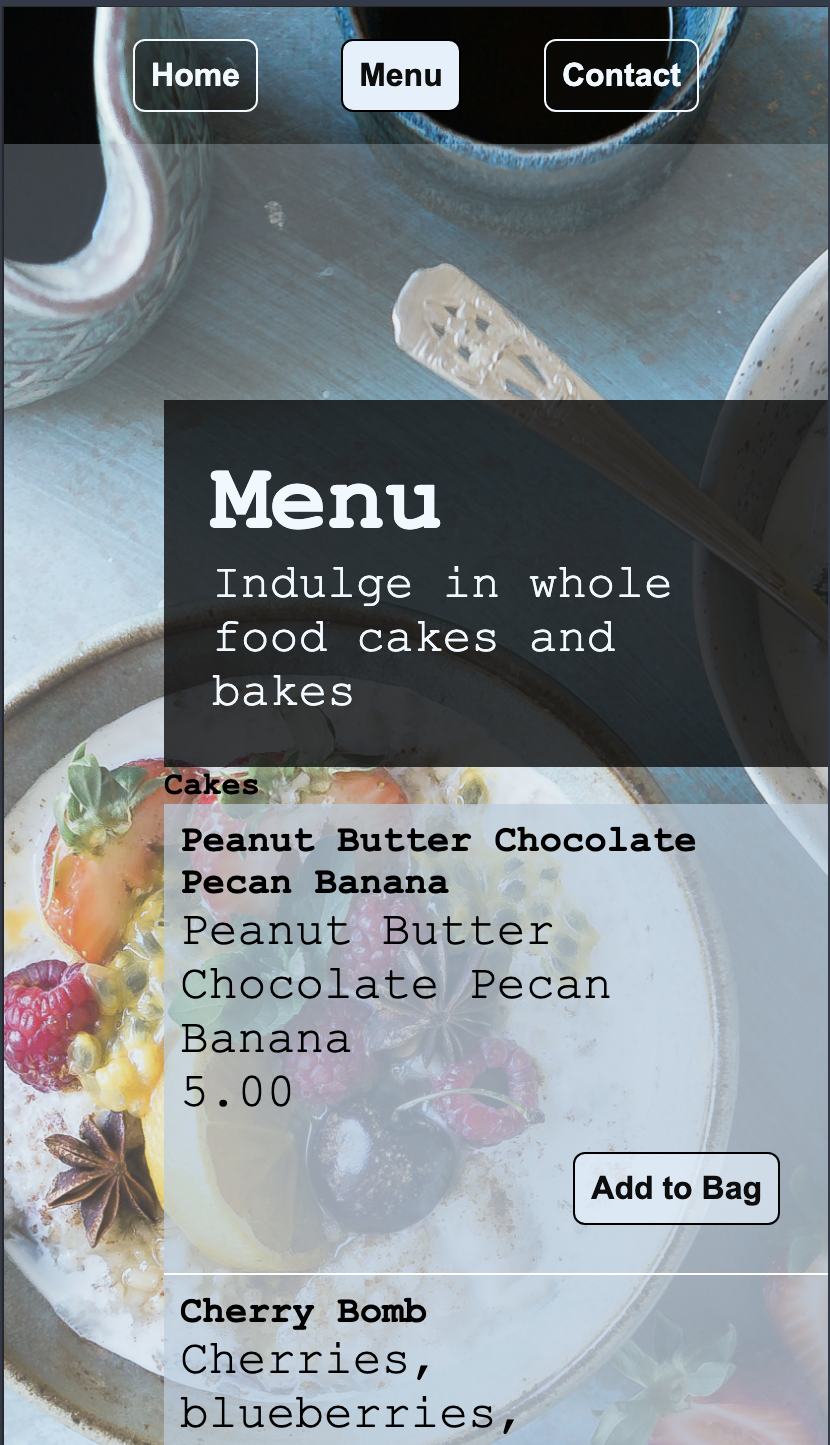 Home
Menu
Contact
Menu
Indulge in whole
food cakes and
bakes
Cakes
Peanut Butter Chocolate
Pecan Banana
Peanut Butter
Chocolate Pecan
Banana
5.00
Add to Bag
Cherry Bomb
Cherries,
blueberries,